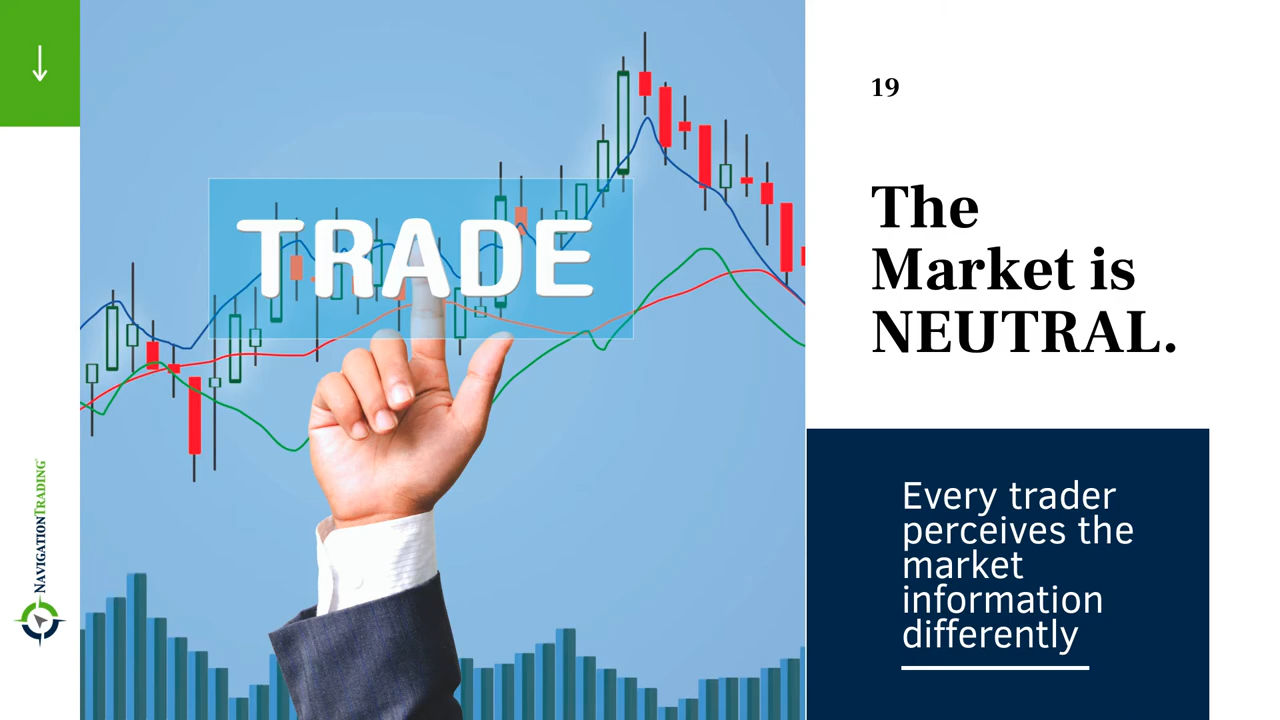 TRADE
NAVIGATIONTRADING
19
The
Market is
NEUTRAL.
Every trader
perceives the
market
information
differently